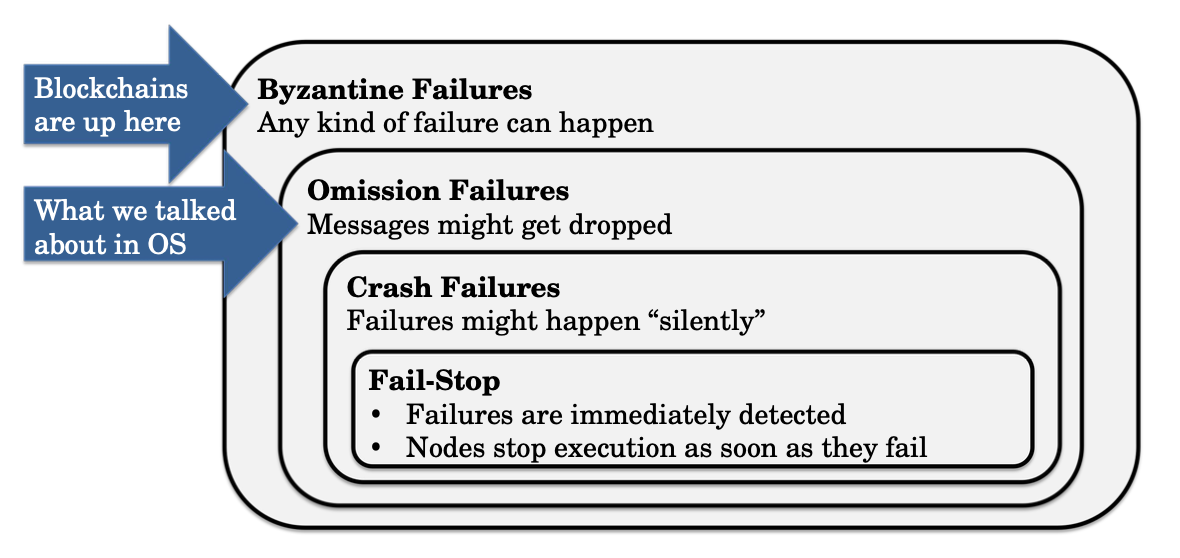 Blockchains
are up here
Byzantine Failures
Any kind of failure can happen
What we talked
about in OS
Omission Failures
Messages might get dropped
Crash Failures
Failures might happen “silently”
Fail-Stop
• Failures are immediately detected
• Nodes stop execution as soon as they fail